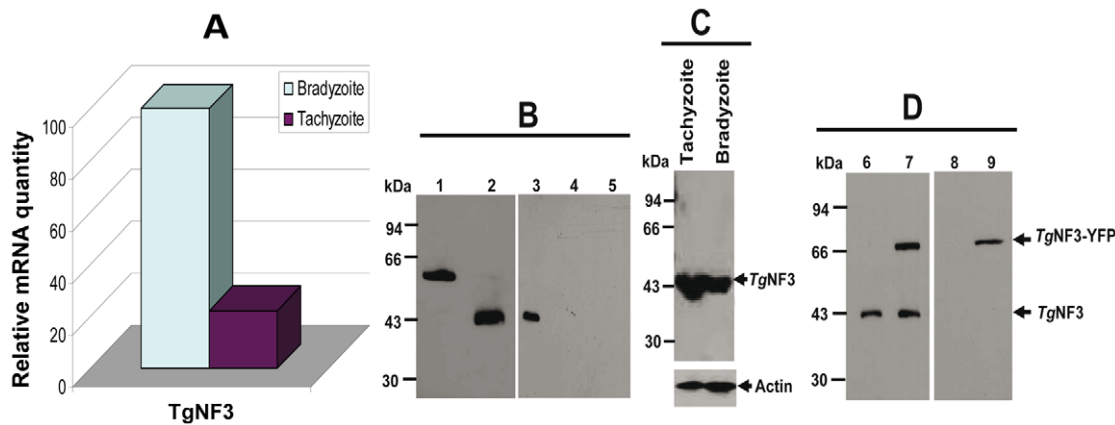 A
Relative mRNA quantity
100
80
60
40
20
0
Bradyzoite
Tachyzoite
TgNF3
B
kDa 1 2 3 4 5
94
66
43
30
C
Tachyzoite
Bradyzoite
kDa
94
66
43
30
TgNF3
Actin
D
kDa 6 7 8 9
94
66
43
30
TgNF3-YFP
TgNF3